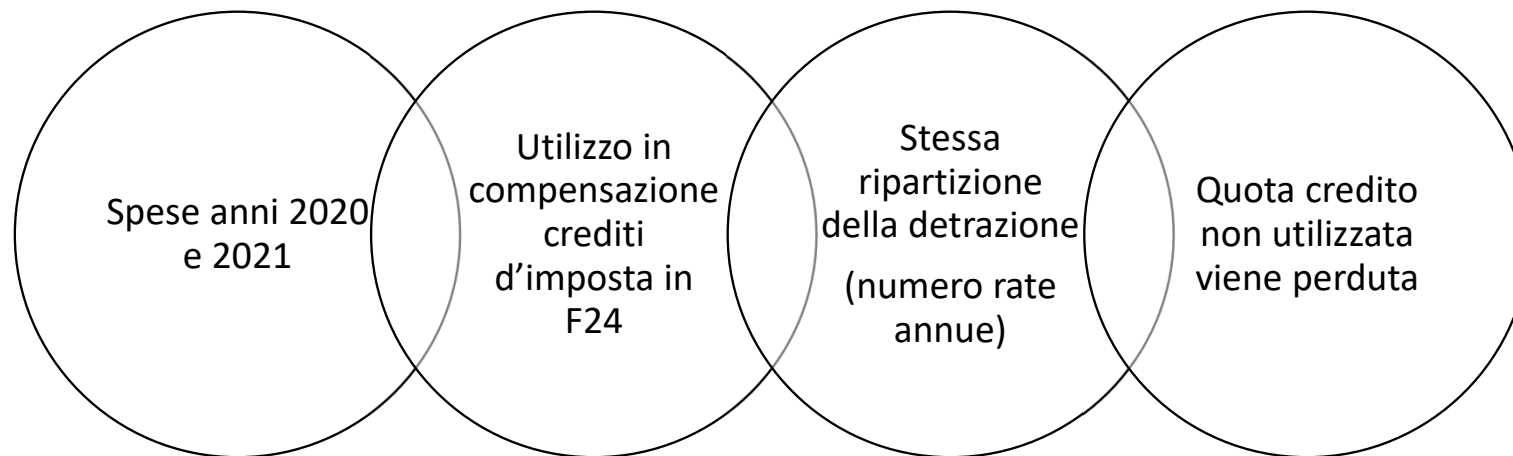 Spese anni 2020
e 2021
Utilizzo in
compensazione
crediti
d’imposta in
F24
Stessa
ripartizione
della detrazione
(numero rate
annue)
Quota credito
non utilizzata
viene perduta